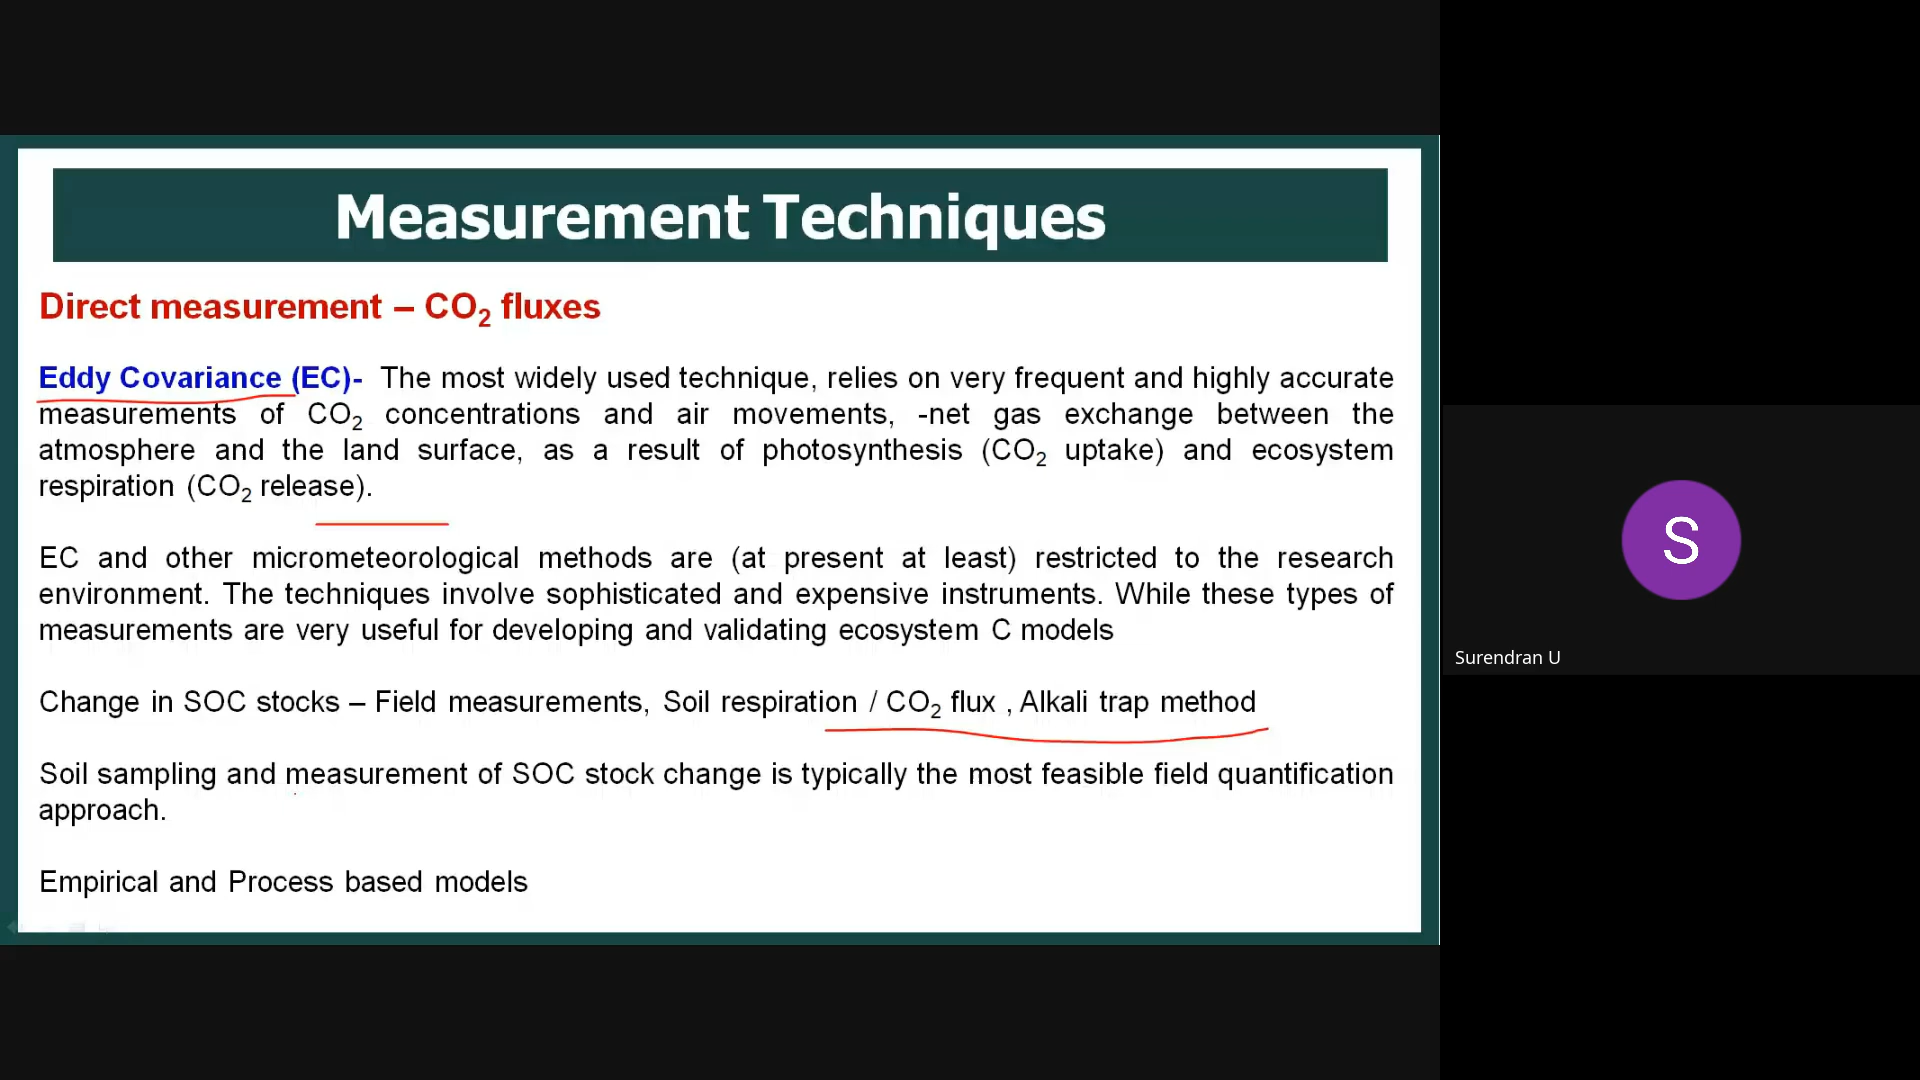 Measurement Techniques
Direct measurement – CO₂ fluxes
Eddy Covariance (EC)- The most widely used technique, relies on very frequent and highly accurate
measurements of CO₂ concentrations and air movements, -net gas exchange between the
atmosphere and the land surface, as a result of photosynthesis (CO₂ uptake) and ecosystem
respiration (CO₂ release).
EC and other micrometeorological methods are (at present at least) restricted to the research
environment. The techniques involve sophisticated and expensive instruments. While these types of
measurements are very useful for developing and validating ecosystem C models
Change in SOC stocks – Field measurements, Soil respiration / CO₂ flux , Alkali trap method
Soil sampling and measurement of SOC stock change is typically the most feasible field quantification
approach.
Empirical and Process based models
S
Surendran U